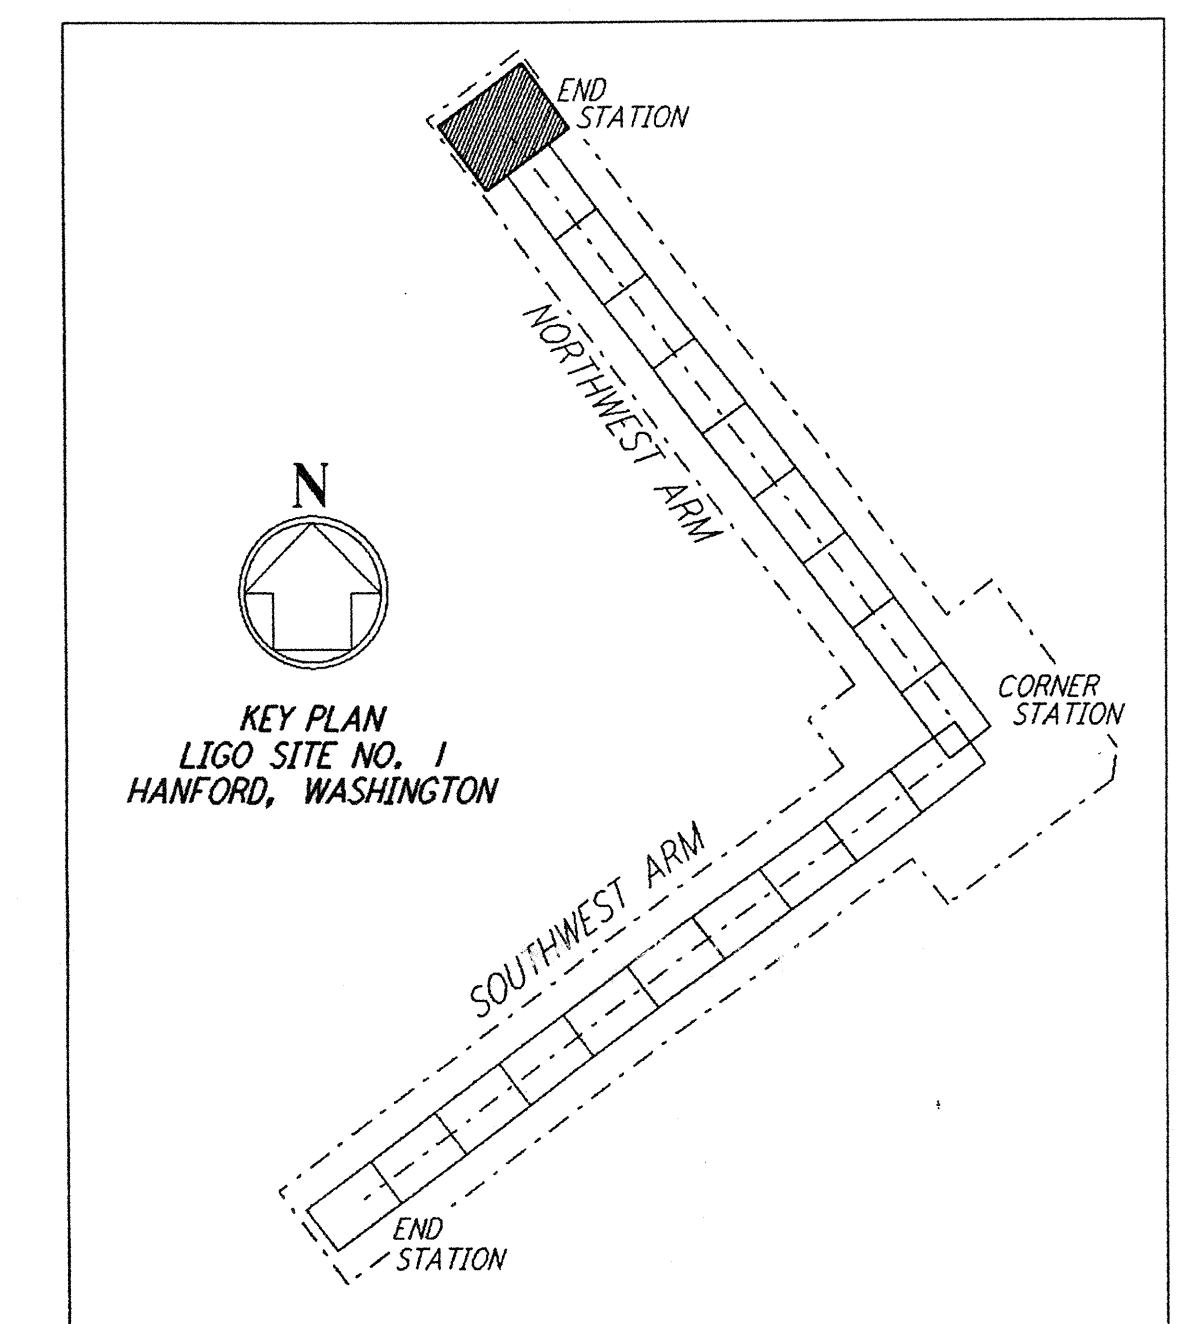 END
STATION
NORTHWEST ARM
N
CORNER
STATION
KEY PLAN
LIGO SITE NO. 1
HANFORD, WASHINGTON
SOUTHWEST ARM
END
STATION